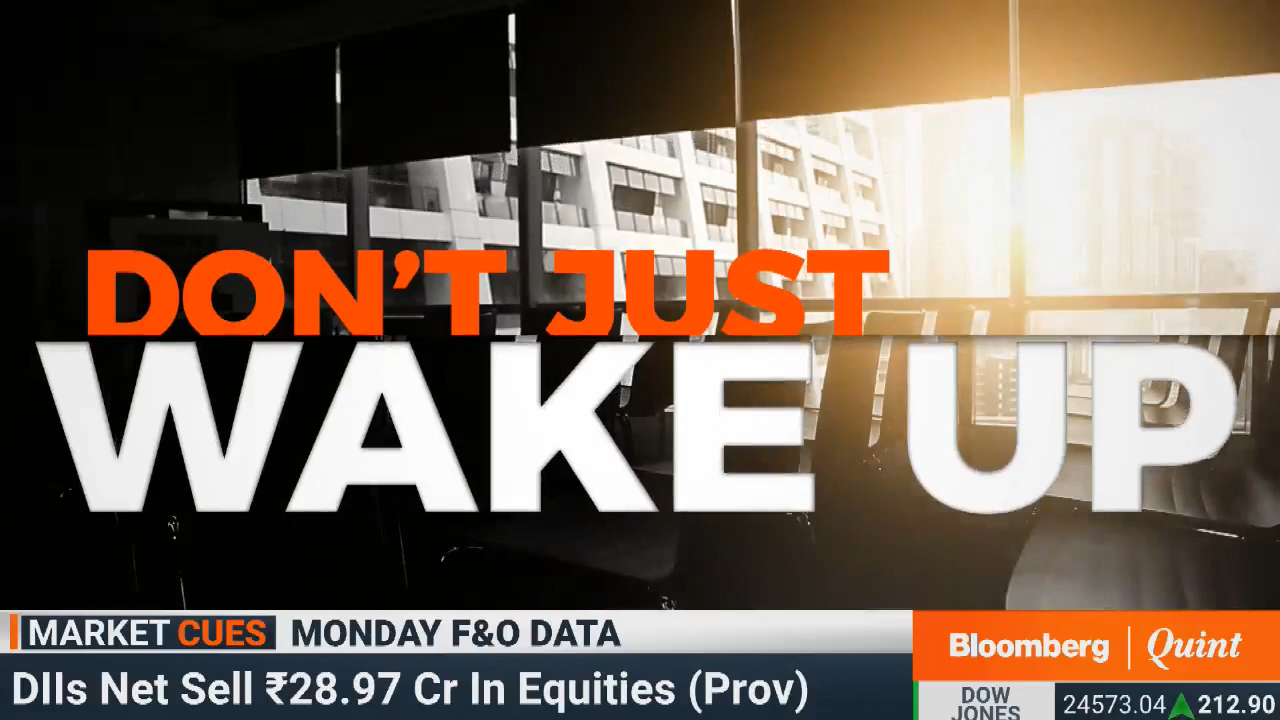 DON'T JUST
WAKE UP
MARKET CUES MONDAY F&O DATA
DIIs Net Sell ₹28.97 Cr In Equities (Prov)
Bloomberg | Quint
DOW JONES 24573.04 ▲ 212.90